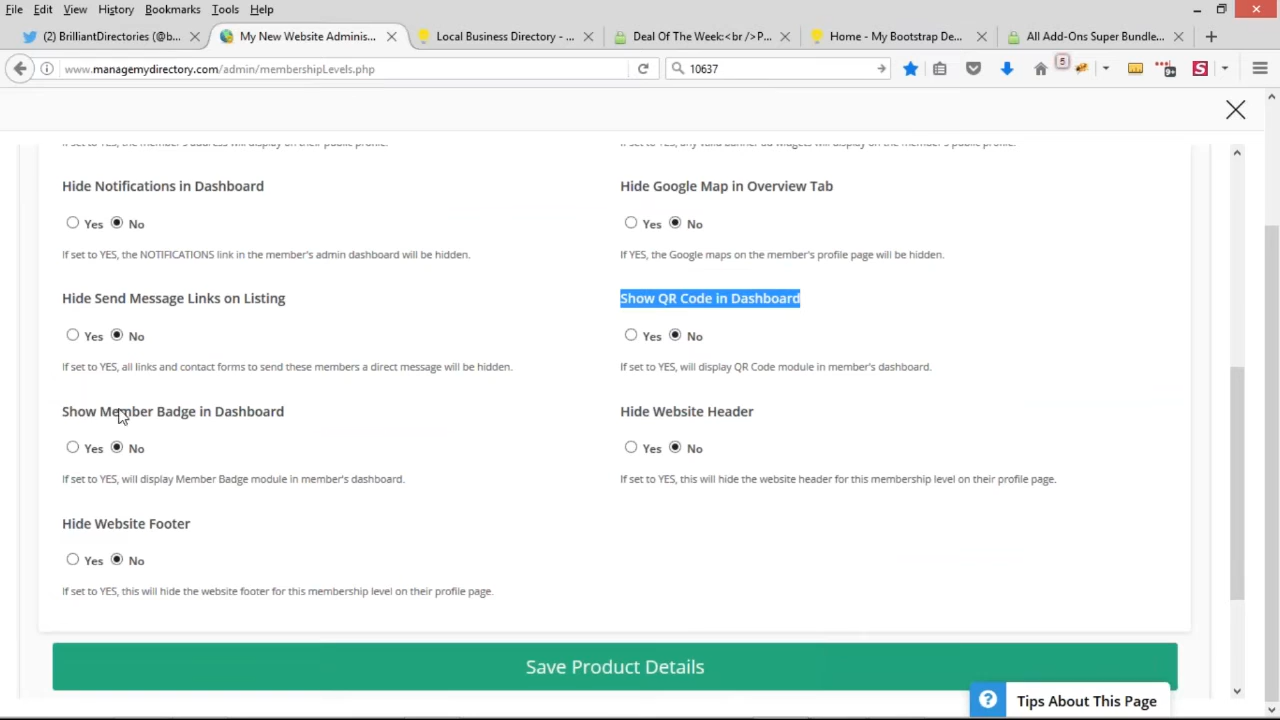 File Edit View History Bookmarks Tools Help
(2) BrilliantDirectories (@b...
My New Website Adminis...
Local Business Directory - ...
Deal Of The Week:<br />P...
Home - My Bootstrap De...
All Add-Ons Super Bundle...
www.managemydirectory.com/admin/membershipLevels.php
10637
5
9+
S
Hide Notifications in Dashboard
Yes No
If set to YES, the NOTIFICATIONS link in the member's admin dashboard will be hidden.
Hide Google Map in Overview Tab
Yes No
If YES, the Google maps on the member's profile page will be hidden.
Hide Send Message Links on Listing
Yes No
If set to YES, all links and contact forms to send these members a direct message will be hidden.
Show QR Code in Dashboard
Yes No
If set to YES, will display QR Code module in member's dashboard.
Show Member Badge in Dashboard
Yes No
If set to YES, will display Member Badge module in member's dashboard.
Hide Website Header
Yes No
If set to YES, this will hide the website header for this membership level on their profile page.
Hide Website Footer
Yes No
If set to YES, this will hide the website footer for this membership level on their profile page.
Save Product Details
? Tips About This Page